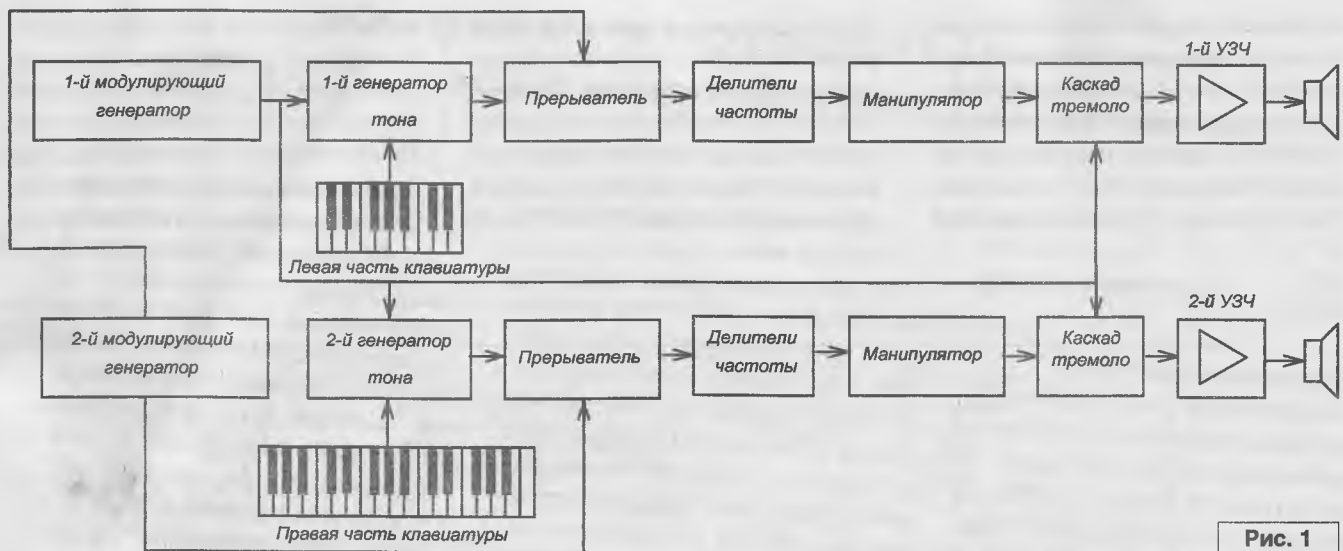 1-й УЗЧ
1-й модулирующий
генератор
1-й генератор
тона
Прерыватель
Делители
частоты
Манипулятор
Каскад
тремоло
Левая часть клавиатуры
2-й УЗЧ
2-й модулирующий
генератор
2-й генератор
тона
Прерыватель
Делители
частоты
Манипулятор
Каскад
тремоло
Правая часть клавиатуры
Рис. 1